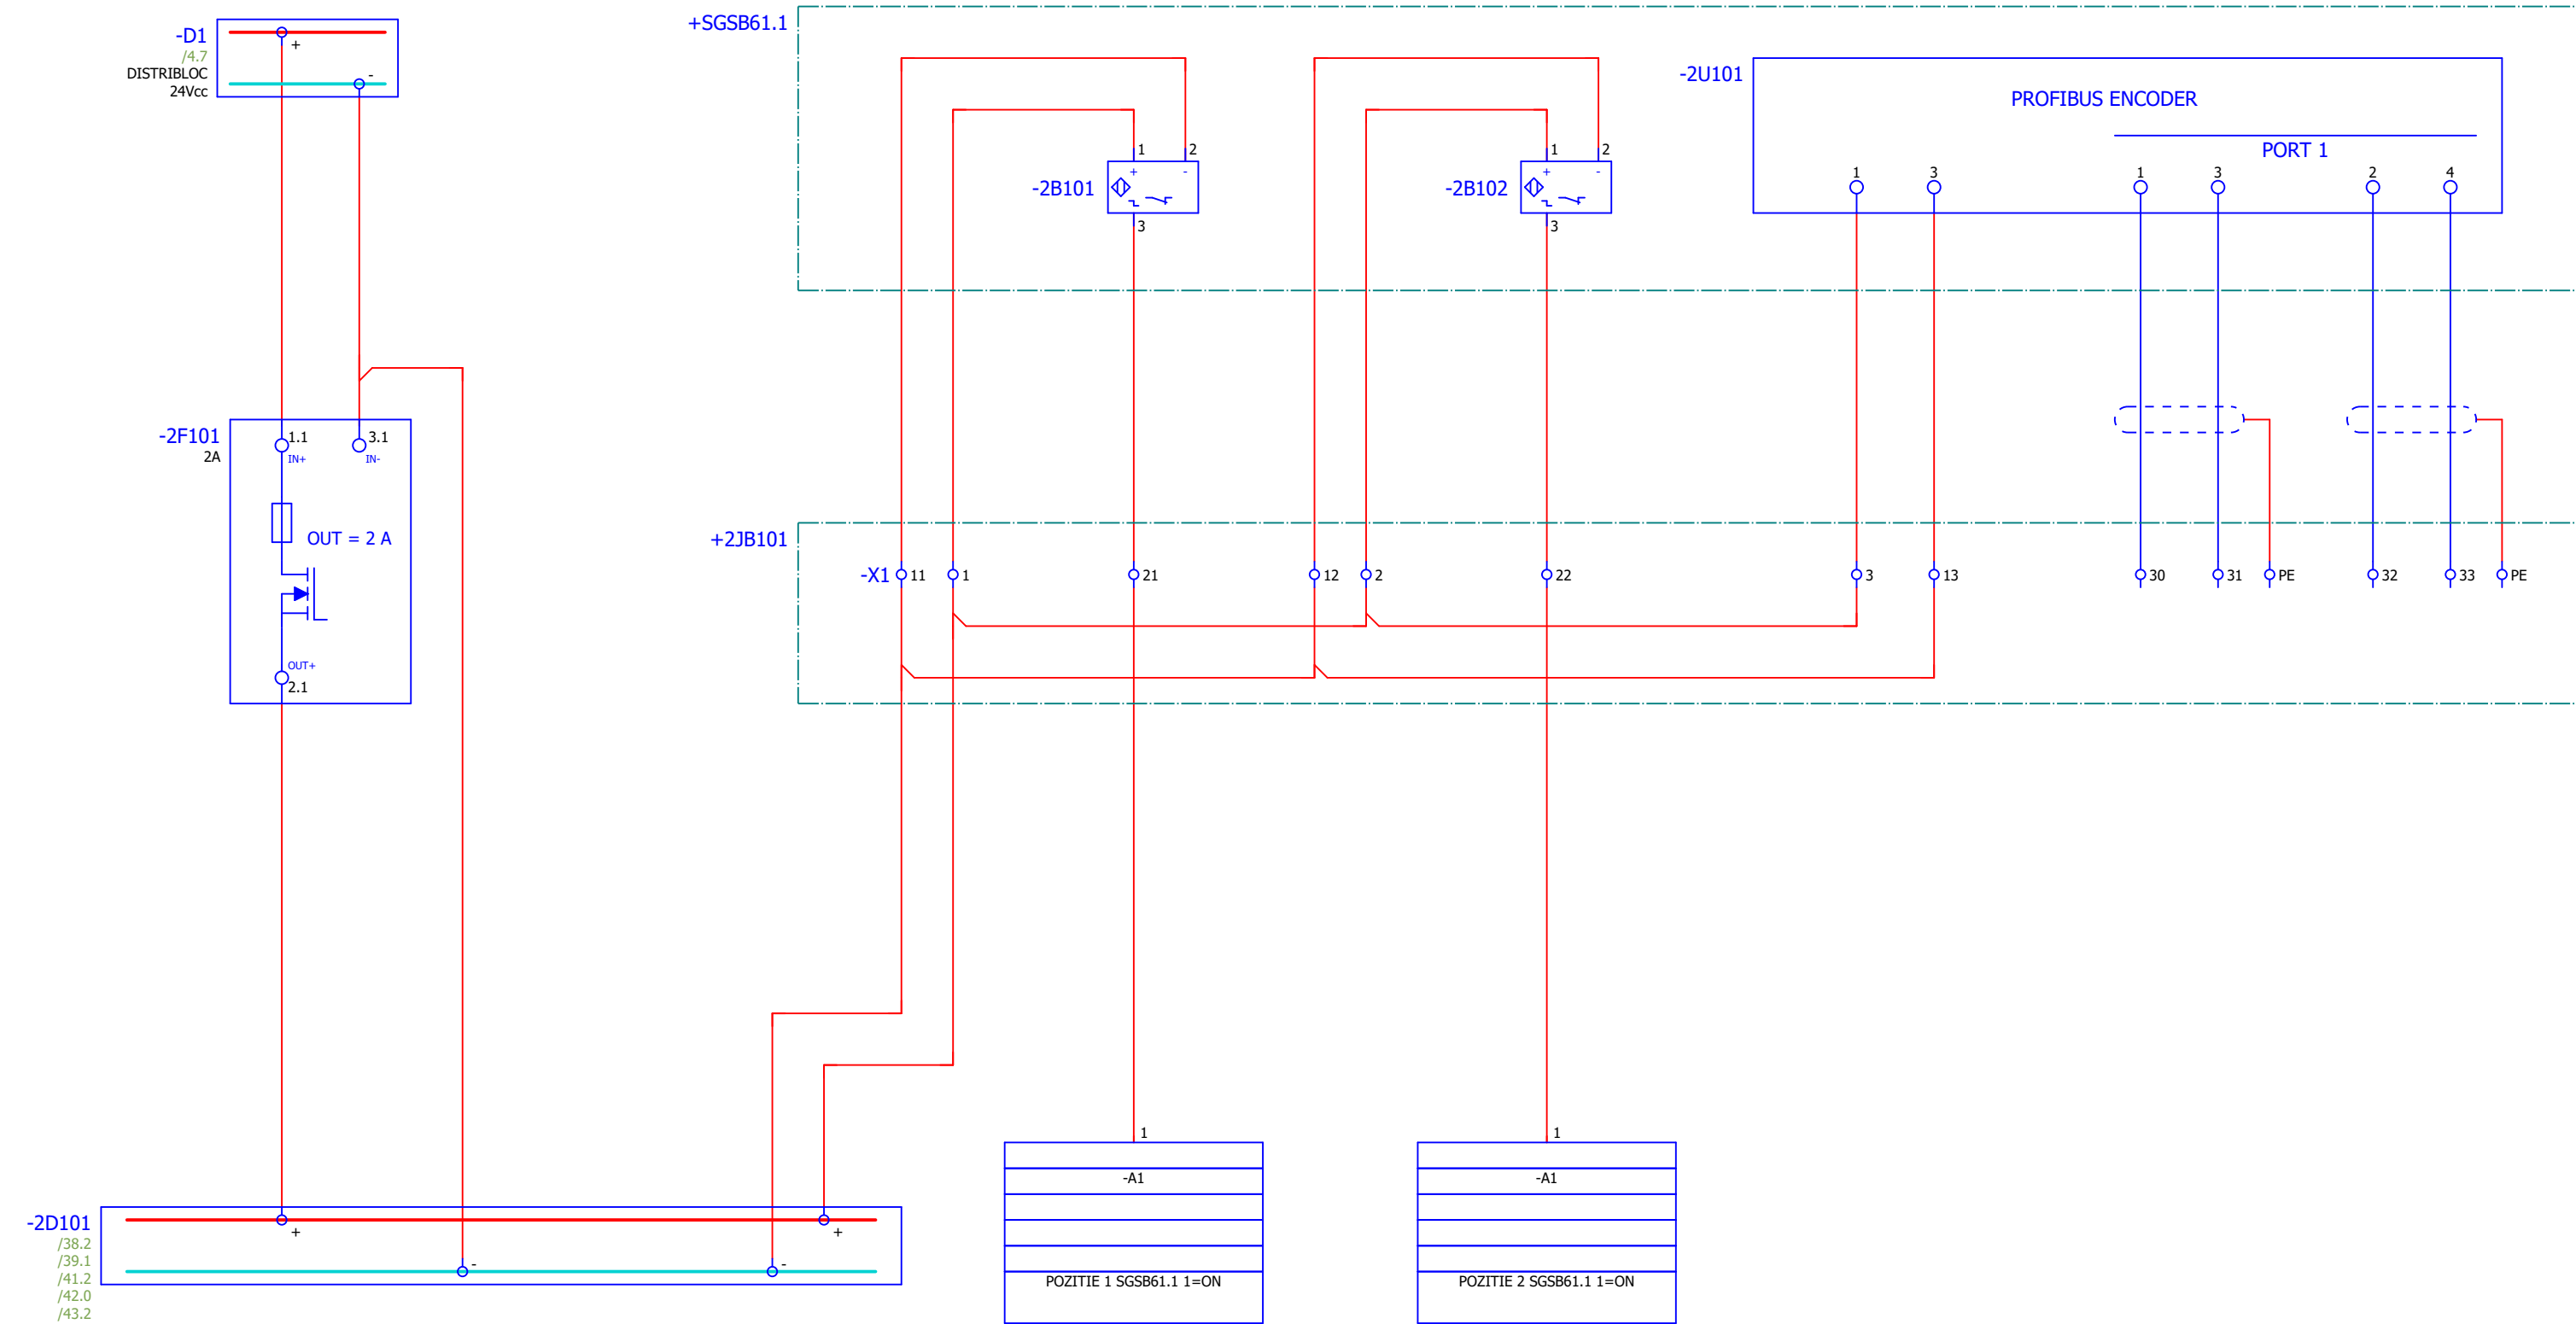 -D1
/4.7
DISTRIBLOC
24Vcc
+
-
+SGSB61.1
-2B101
1
2
+
-
3
-2B102
1
2
+
-
3
-2U101
PROFIBUS ENCODER
PORT 1
1
3
1
3
2
4
-2F101
2A
1.1
IN+
3.1
IN-
OUT = 2 A
OUT+
2.1
+2JB101
-X1
11
1
21
12
2
22
3
13
30
31
PE
32
33
PE
-2D101
/38.2
/39.1
/41.2
/42.0
/43.2
+
-
-
+
1
-A1
POZITIE 1 SGSB61.1 1=ON
1
-A1
POZITIE 2 SGSB61.1 1=ON